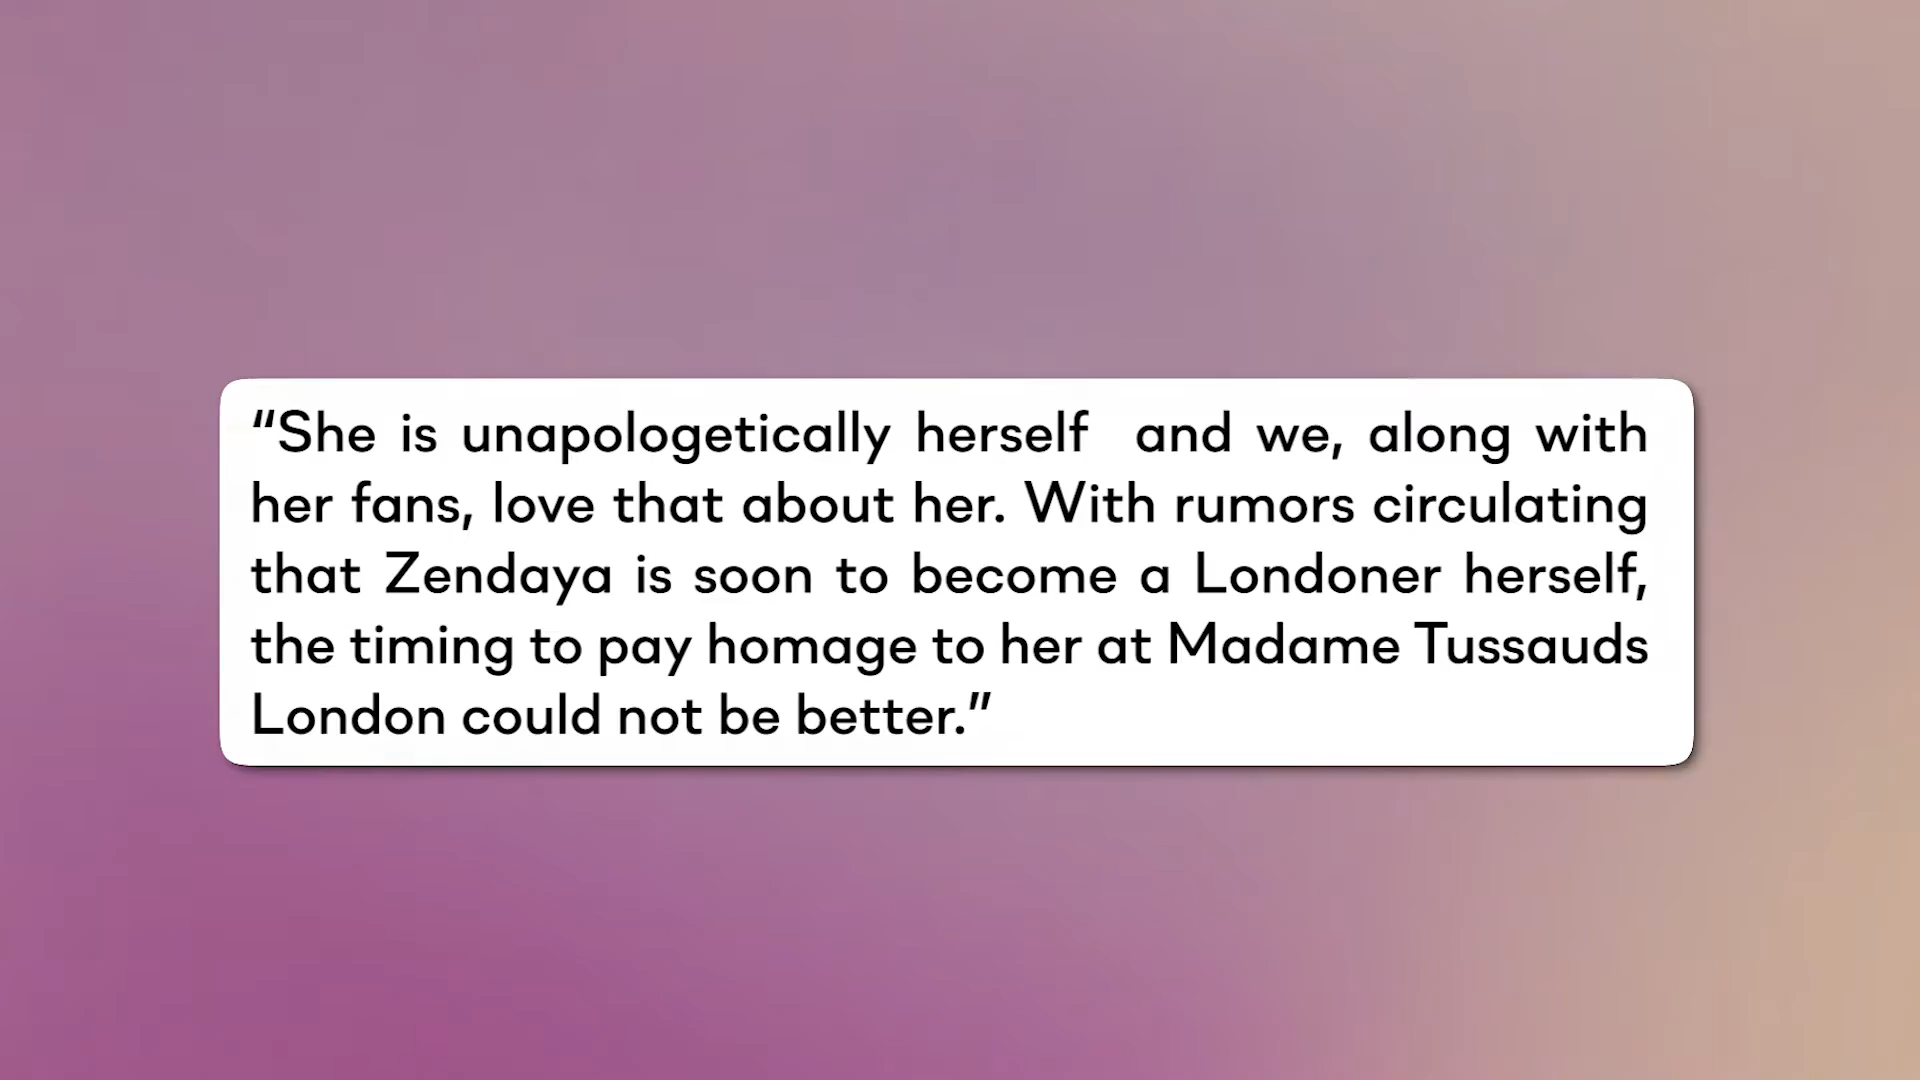 “She is unapologetically herself  and we, along with
her fans, love that about her. With rumors circulating
that Zendaya is soon to become a Londoner herself,
the timing to pay homage to her at Madame Tussauds
London could not be better.”